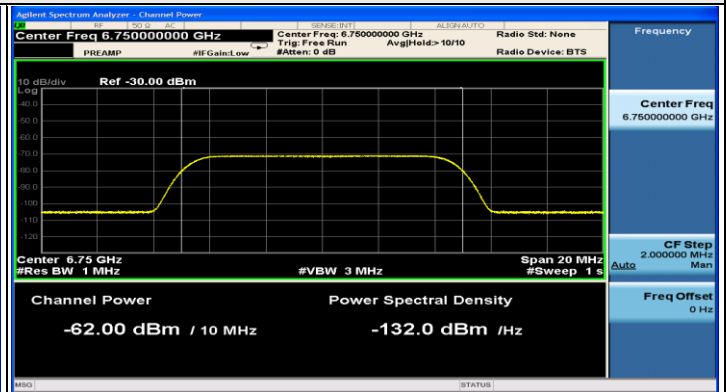 Agilent Spectrum Analyzer - Channel Power
RF 50 Ω AC SENSE:INT ALIGN AUTO
Center Freq 6.750000000 GHz
Center Freq: 6.750000000 GHz
Radio Std: None
Trig: Free Run Avg|Hold:> 10/10
PREAMP #IFGain:Low #Atten: 0 dB
Radio Device: BTS
10 dB/div Ref -30.00 dBm
Log
-40.0
-50.0
-60.0
-70.0
-80.0
-90.0
-100
-110
-120
Center 6.75 GHz Span 20 MHz
#Res BW 1 MHz #VBW 3 MHz #Sweep 1 s
Channel Power Power Spectral Density
-62.00 dBm / 10 MHz -132.0 dBm /Hz
MSG STATUS
Frequency
Center Freq
6.750000000 GHz
CF Step
2.000000 MHz
Auto Man
Freq Offset
0 Hz